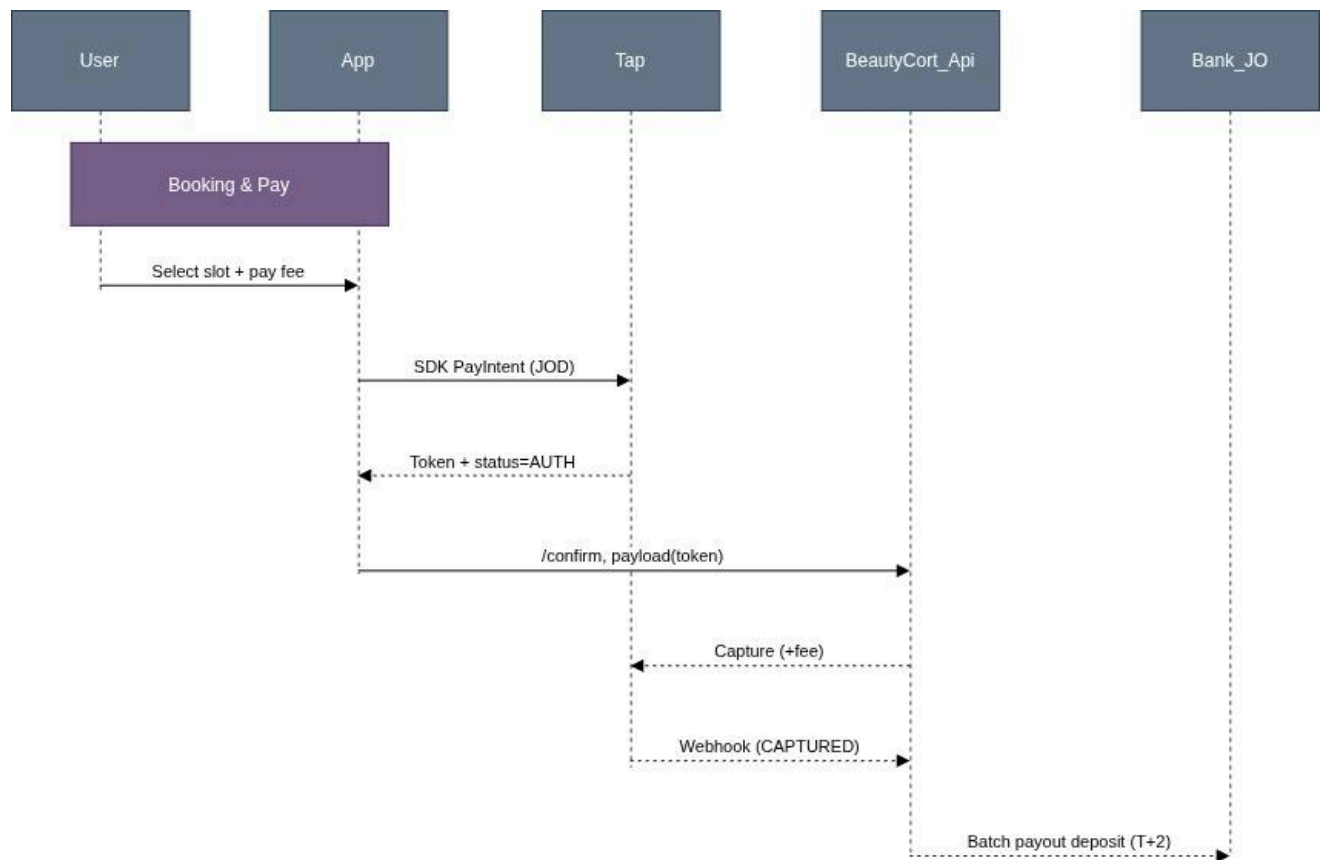 User
App
Tap
BeautyCort_Api
Bank_JO
Booking & Pay
Select slot + pay fee
SDK PayIntent (JOD)
Token + status=AUTH
/confirm, payload(token)
Capture (+fee)
Webhook (CAPTURED)
Batch payout deposit (T+2)